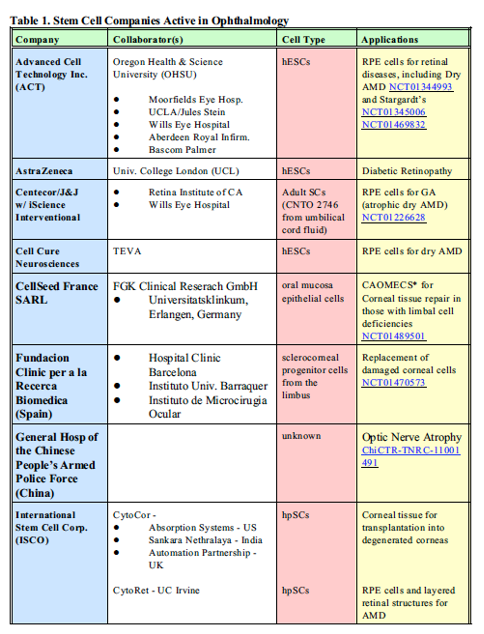 Table 1. Stem Cell Companies Active in Ophthalmology
Company Collaborator(s) Cell Type Applications
Advanced Cell Technology Inc. (ACT)
Oregon Health & Science University (OHSU)
● Moorfields Eye Hosp.
● UCLA/Jules Stein
● Wills Eye Hospital
● Aberdeen Royal Infirm.
● Bascom Palmer
hESCs
RPE cells for retinal
diseases, including Dry
AMD NCT01344993
and Stargardt's
NCT01345006
NCT01469832
AstraZeneca
Univ. College London (UCL)
hESCs
Diabetic Retinopathy
Centecor/J&J
w/ iScience
Interventional
● Retina Institute of CA
● Wills Eye Hospital
Adult SCs
(CNTO 2746
from umbilical
cord fluid)
RPE cells for GA
(atrophic dry AMD)
NCT01226628
Cell Cure
Neurosciences
TEVA
hESCs
RPE cells for dry AMD
CellSeed France
SARL
FGK Clinical Reserach GmbH
● Universitatsklinkum,
Erlangen, Germany
oral mucosa
epithelial cells
CAOMECS* for
Corneal tissue repair in
those with limbal cell
deficiencies
NCT01489501
Fundacion
Clinic per a la
Recerca
Biomedica
(Spain)
● Hospital Clinic
Barcelona
● Instituto Univ. Barraquer
● Instituto de Microcirugia
Ocular
sclerocorneal
progenitor cells
from the
limbus
Replacement of
damaged corneal cells
NCT01470573
General Hosp of
the Chinese
People's Armed
Police Force
(China)
unknown
Optic Nerve Atrophy
ChiCTR-TNRC-11001
491
International
Stem Cell Corp.
(ISCO)
CytoCor -
● Absorption Systems - US
● Sankara Nethralaya - India
● Automation Partnership -
UK
hpSCs
Corneal tissue for
transplantation into
degenerated corneas
CytoRet - UC Irvine
hpSCs
RPE cells and layered
retinal structures for
AMD